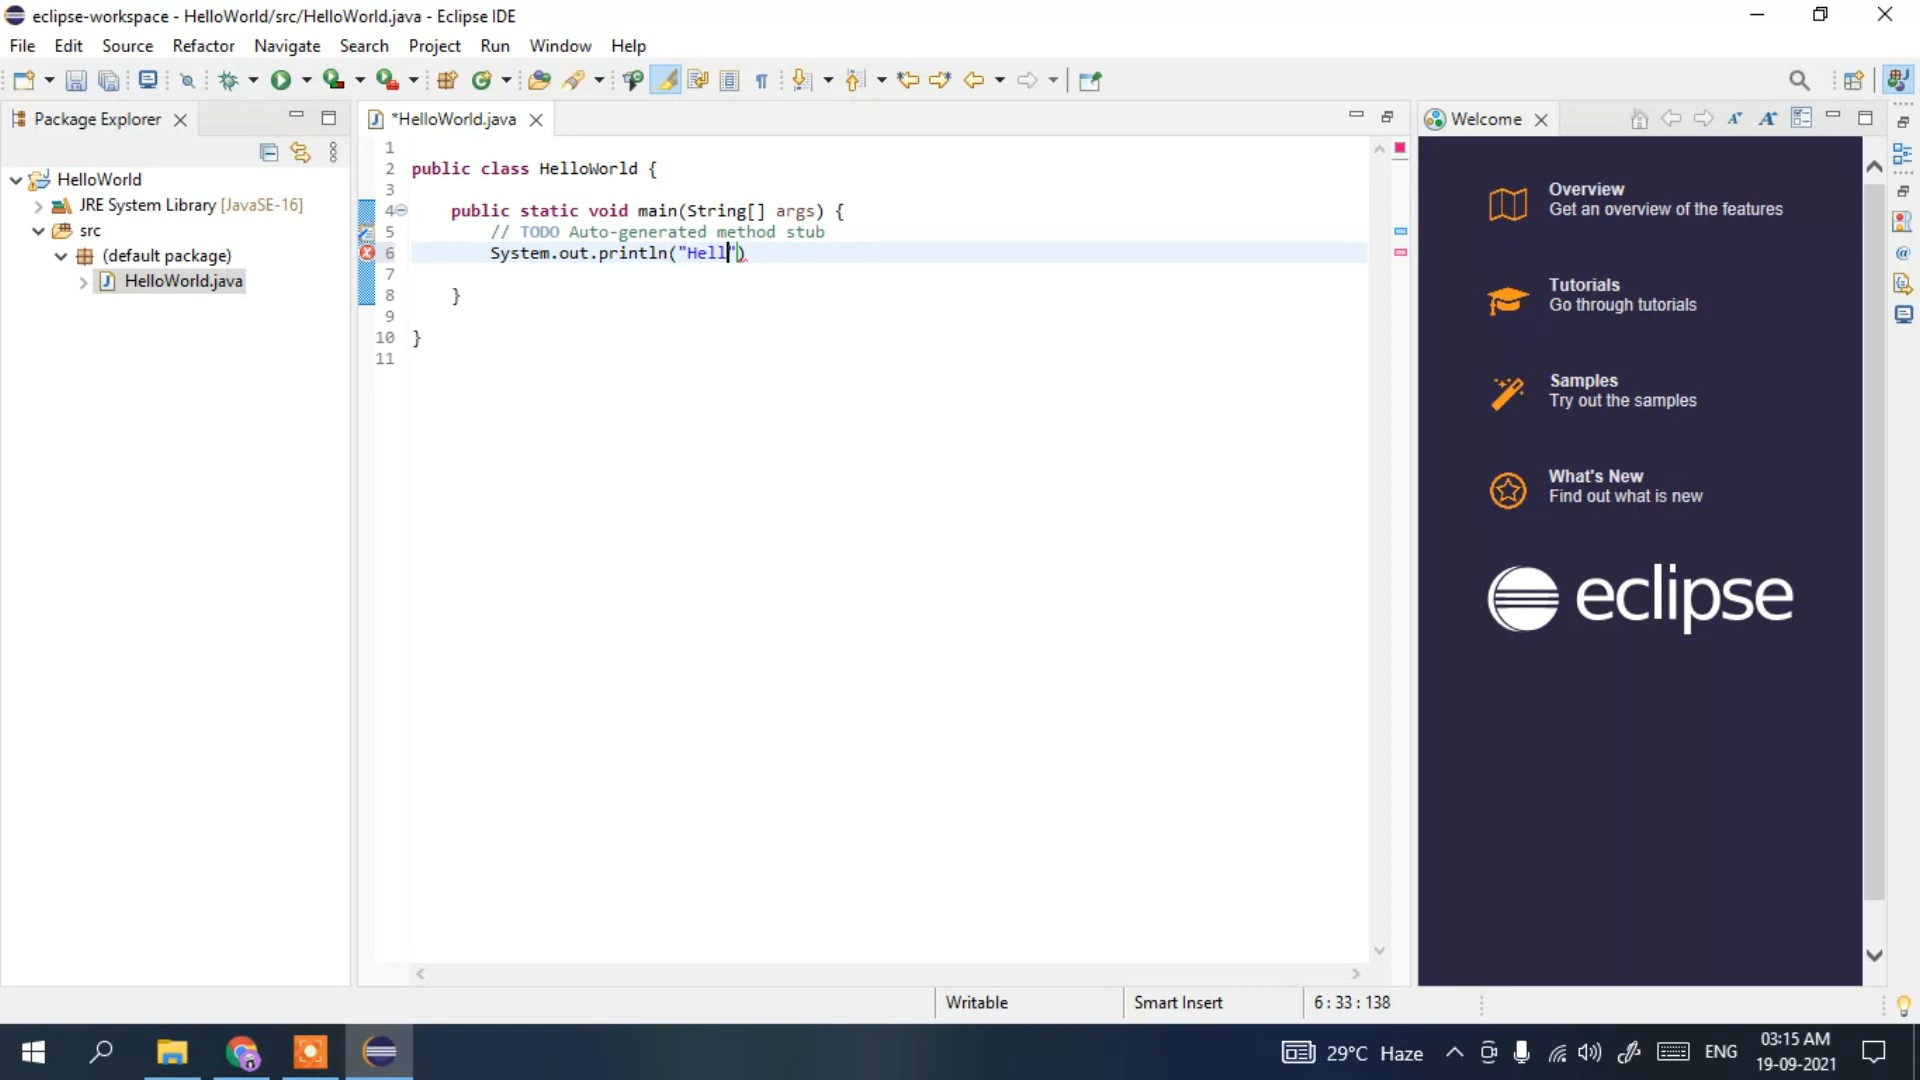 eclipse-workspace - HelloWorld/src/HelloWorld.java - Eclipse IDE
File Edit Source Refactor Navigate Search Project Run Window Help
Package Explorer
HelloWorld
JRE System Library [JavaSE-16]
src
(default package)
HelloWorld.java
*HelloWorld.java
1
2 public class HelloWorld {
3
4 public static void main(String[] args) {
5 // TODO Auto-generated method stub
6 System.out.println("Hell")
7
8 }
9
10 }
11
Welcome
Overview
Get an overview of the features
Tutorials
Go through tutorials
Samples
Try out the samples
What's New
Find out what is new
eclipse
Writable Smart Insert 6 : 33 : 138
29°C Haze ENG 03:15 AM
19-09-2021